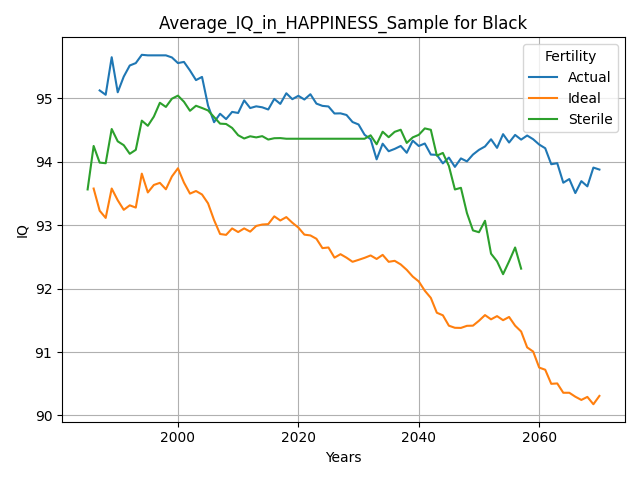 Average_IQ_in_HAPPINESS_Sample for Black
Fertility
Actual
Ideal
Sterile
IQ
95
94
93
92
91
90
2000 2020 2040 2060
Years